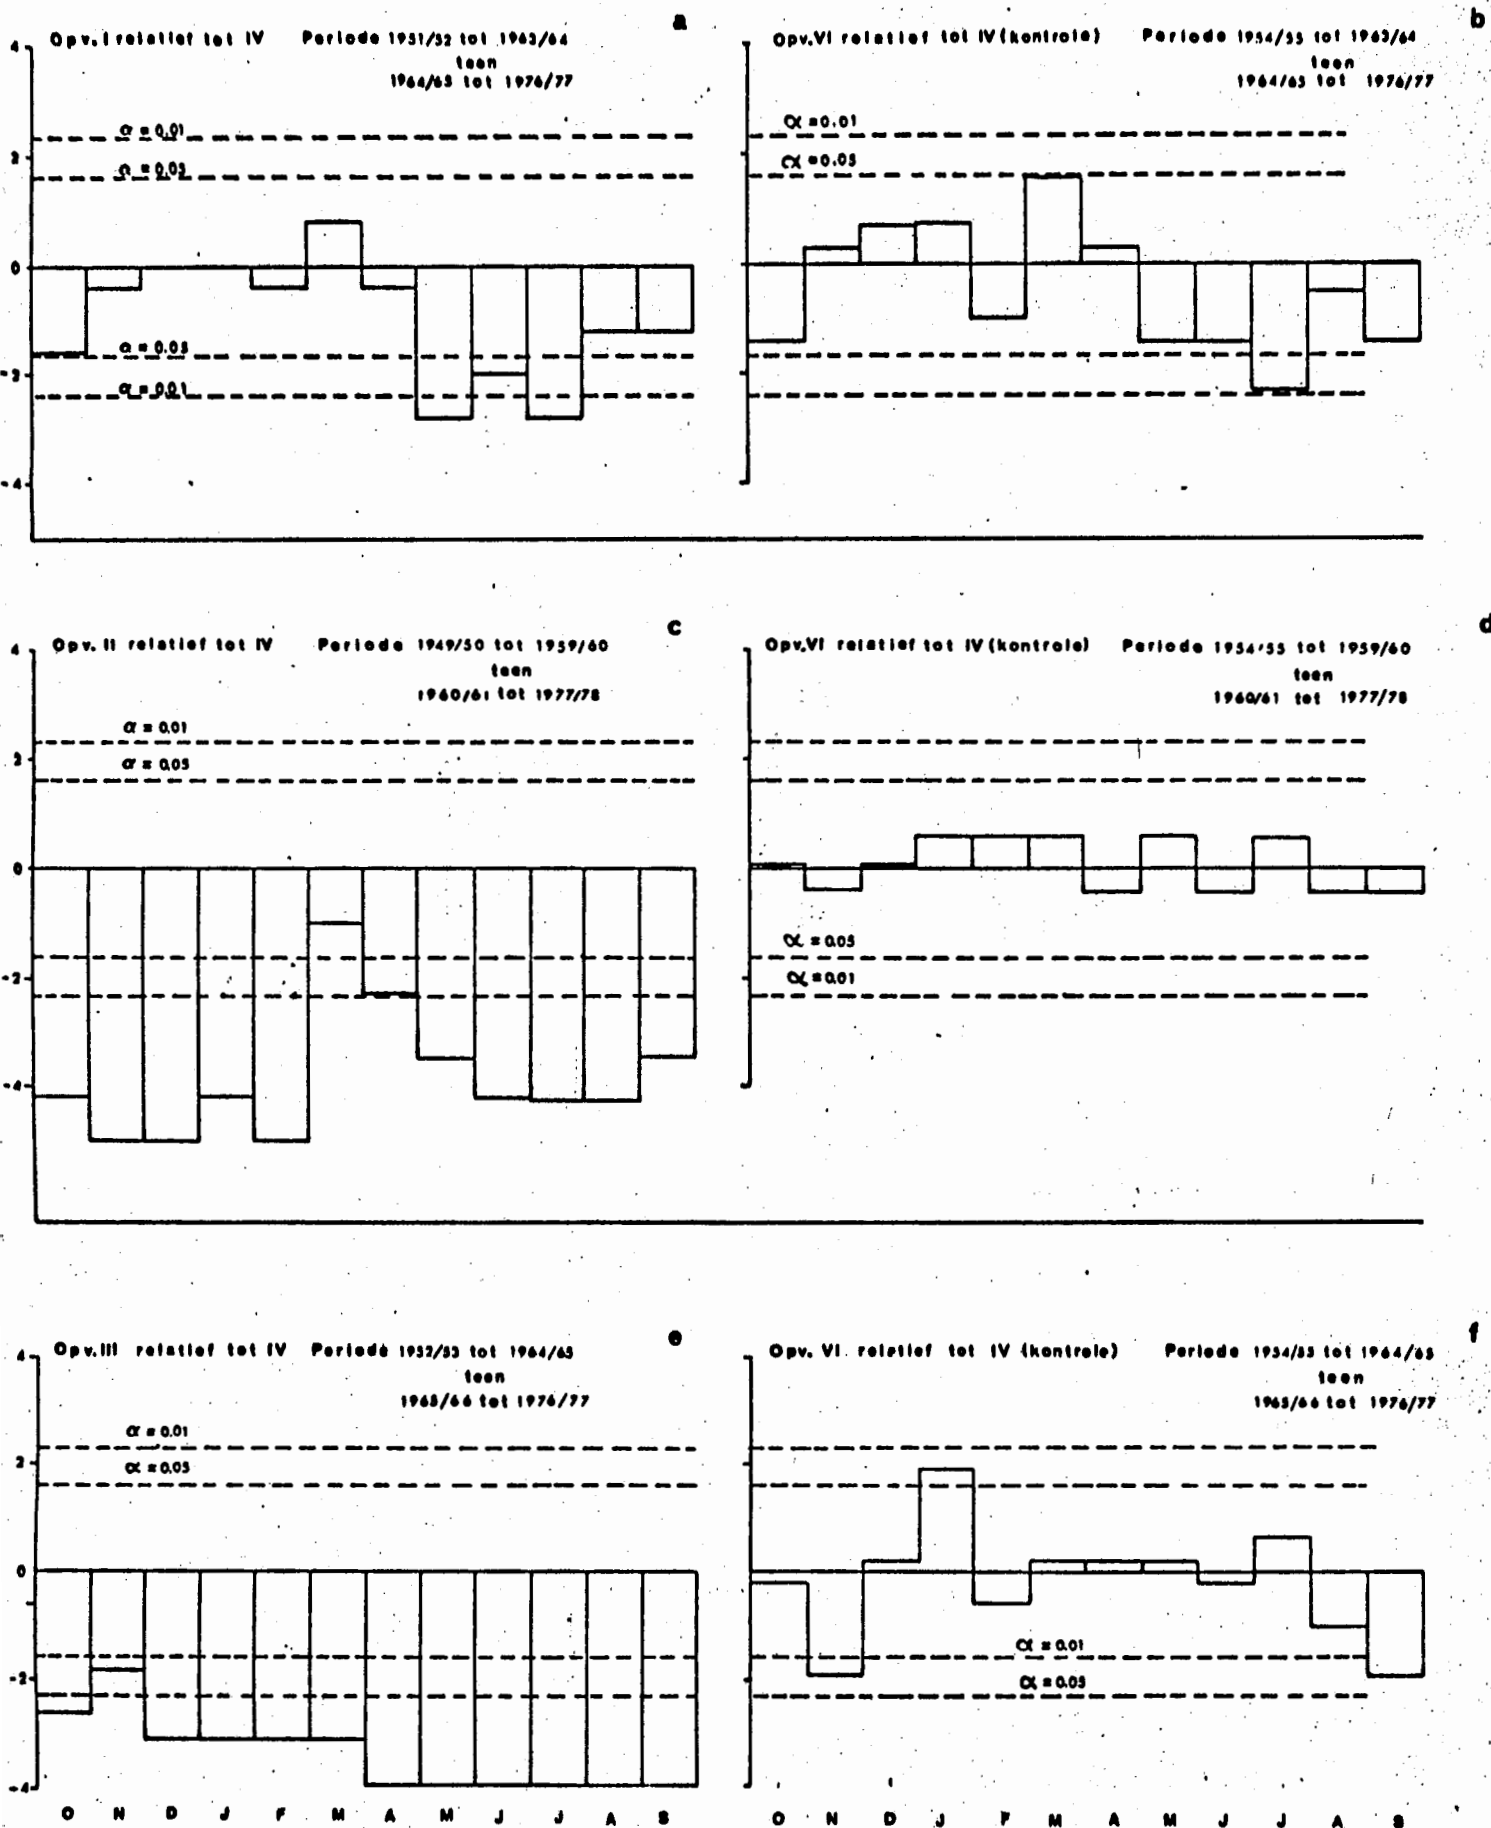 a
Opv. I relatief tot IV Periode 1951/52 tot 1963/64
teen
1964/65 tot 1976/77
4
α = 0.01
2
α = 0.05
0
α = 0.05
-2
α = 0.01
-4
b
Opv. VI relatief tot IV (kontrole) Periode 1954/55 tot 1963/64
teen
1964/65 tot 1976/77
α = 0.01
α = 0.05
c
Opv. II relatief tot IV Periode 1949/50 tot 1959/60
teen
1960/61 tot 1977/78
4
α = 0.01
2
α = 0.05
0
-2
-4
d
Opv. VI relatief tot IV (kontrole) Periode 1954/55 tot 1959/60
teen
1960/61 tot 1977/78
α = 0.05
α = 0.01
e
Opv. III relatief tot IV Periode 1952/53 tot 1964/65
teen
1965/66 tot 1976/77
4
α = 0.01
2
α = 0.05
0
-2
-4
O N D J F M A M J J A S
f
Opv. VI relatief tot IV (kontrole) Periode 1954/55 tot 1964/65
teen
1965/66 tot 1976/77
α = 0.01
α = 0.05
O N D J F M A M J J A S